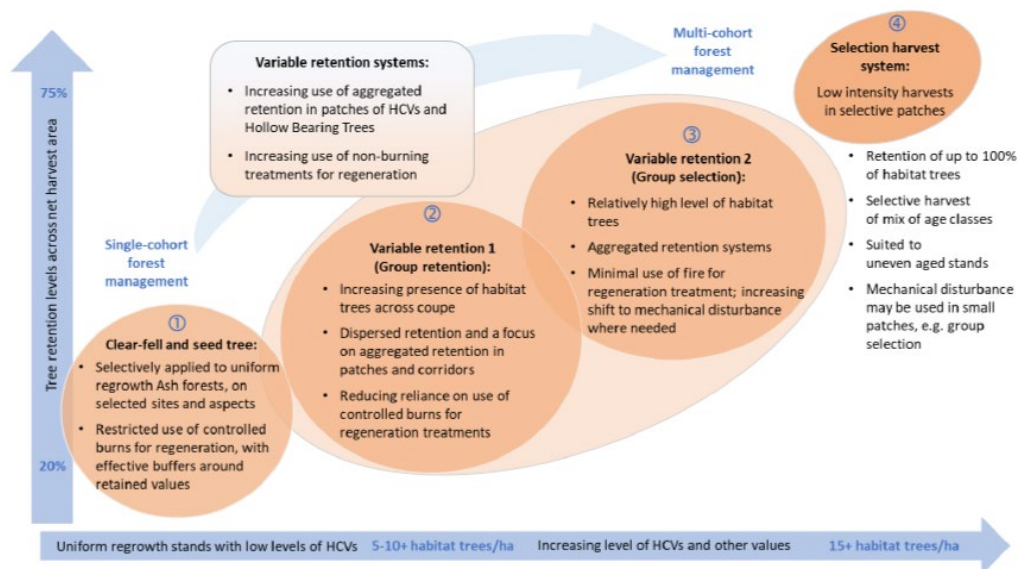 75%
Tree retention levels across net harvest area
20%
Single-cohort
forest
management
Variable retention systems:
• Increasing use of aggregated
retention in patches of HCVs and
Hollow Bearing Trees
• Increasing use of non-burning
treatments for regeneration
Multi-cohort
forest
management
①
Clear-fell and seed tree:
• Selectively applied to uniform
regrowth Ash forests, on
selected sites and aspects
• Restricted use of controlled
burns for regeneration, with
effective buffers around
retained values
②
Variable retention 1
(Group retention):
• Increasing presence of habitat
trees across coupe
• Dispersed retention and a focus
on aggregated retention in
patches and corridors
• Reducing reliance on use of
controlled burns for
regeneration treatments
③
Variable retention 2
(Group selection):
• Relatively high level of habitat
trees
• Aggregated retention systems
• Minimal use of fire for
regeneration treatment; increasing
shift to mechanical disturbance
where needed
④
Selection harvest
system:
Low intensity harvests
in selective patches
• Retention of up to 100%
of habitat trees
• Selective harvest
of mix of age classes
• Suited to
uneven aged stands
• Mechanical disturbance
may be used in small
patches, e.g. group
selection
Uniform regrowth stands with low levels of HCVs 5-10+ habitat trees/ha Increasing level of HCVs and other values 15+ habitat trees/ha